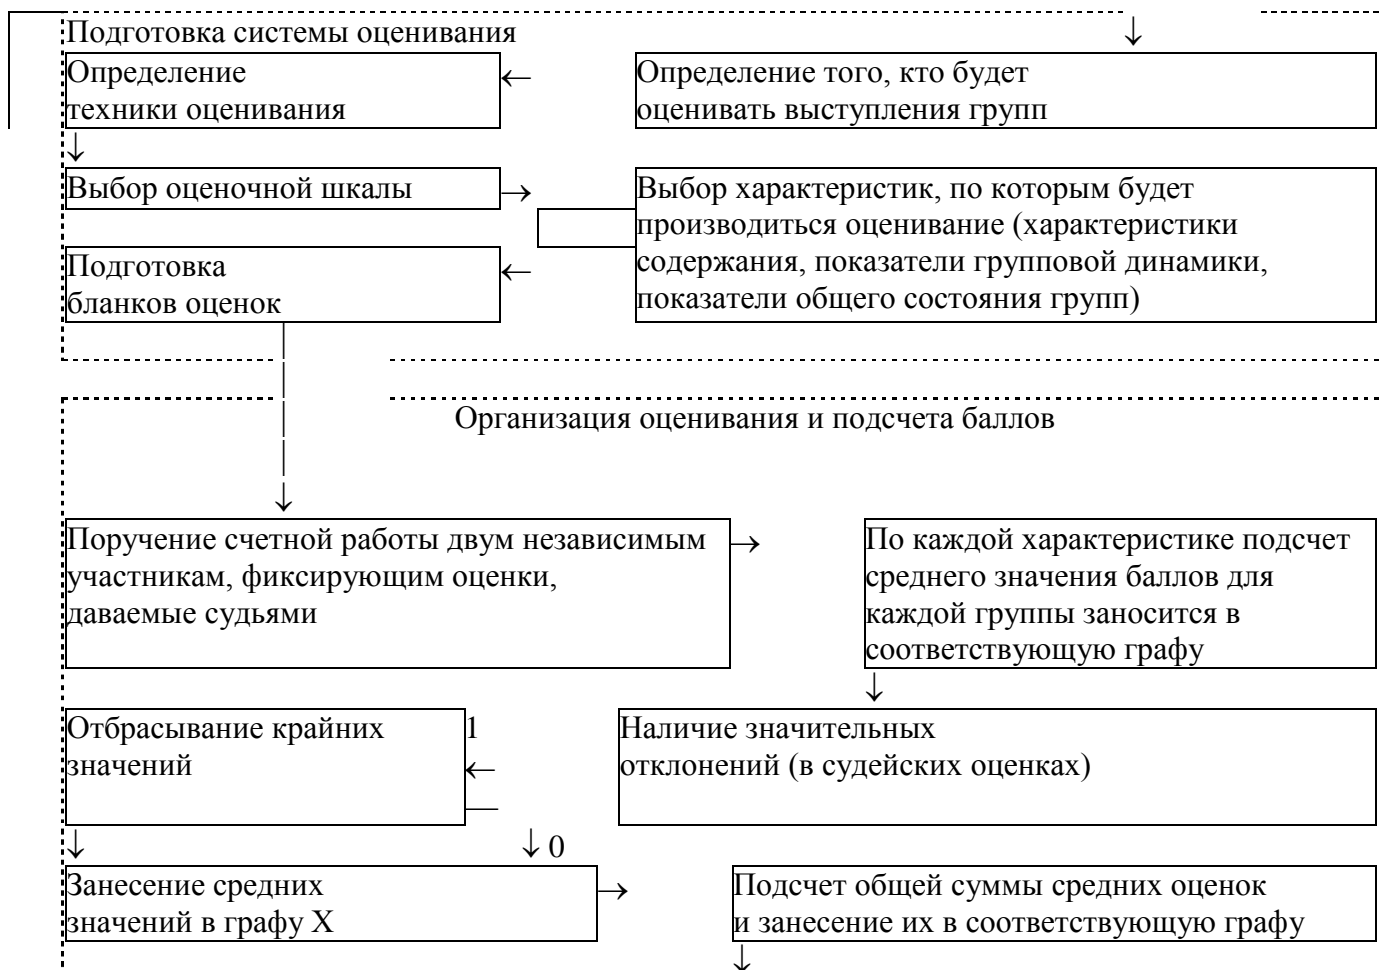 Подготовка системы оценивания
↓
Определение
техники оценивания
←
Определение того, кто будет
оценивать выступления групп
↓
Выбор оценочной шкалы
→
Выбор характеристик, по которым будет
производиться оценивание (характеристики
содержания, показатели групповой динамики,
показатели общего состояния групп)
Подготовка
бланков оценок
←
Организация оценивания и подсчета баллов
↓
Поручение счетной работы двум независимым
участникам, фиксирующим оценки,
даваемые судьями
→
По каждой характеристике подсчет
среднего значения баллов для
каждой группы заносится в
соответствующую графу
↓
Отбрасывание крайних
значений
1
←
Наличие значительных
отклонений (в судейских оценках)
↓
↓ 0
Занесение средних
значений в графу X
→
Подсчет общей суммы средних оценок
и занесение их в соответствующую графу
↓